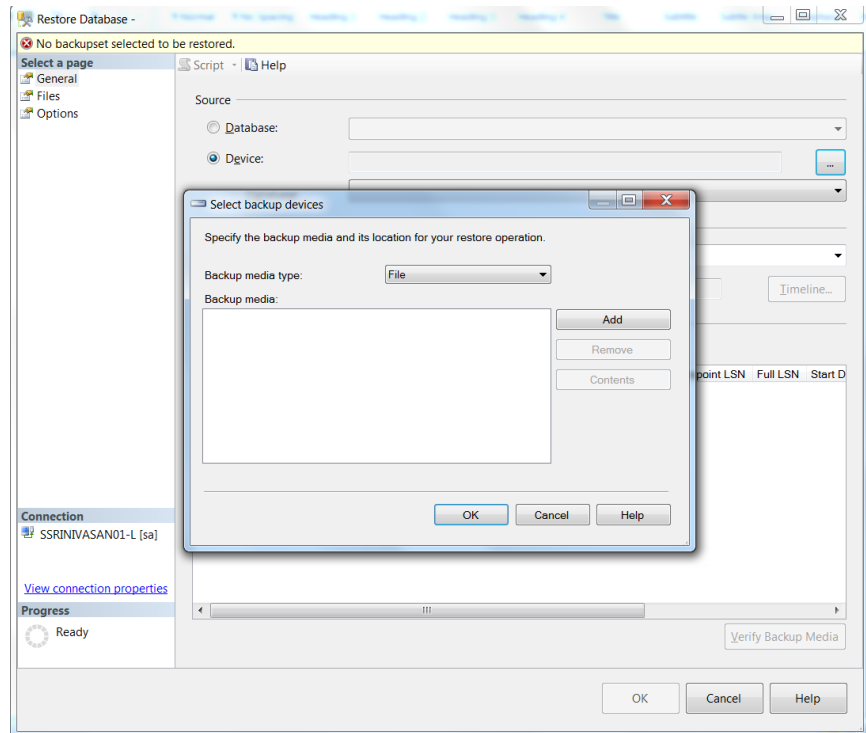 Restore Database -
No backupset selected to be restored.
Select a page
General
Files
Options
Script
Help
Source
Database:
Device:
...
Select backup devices
Specify the backup media and its location for your restore operation.
Backup media type:
File
Backup media:
Add
Remove
Contents
OK
Cancel
Help
Timeline...
point LSN Full LSN Start D
Connection
SSRINIVASAN01-L [sa]
View connection properties
Progress
Ready
Verify Backup Media
OK
Cancel
Help